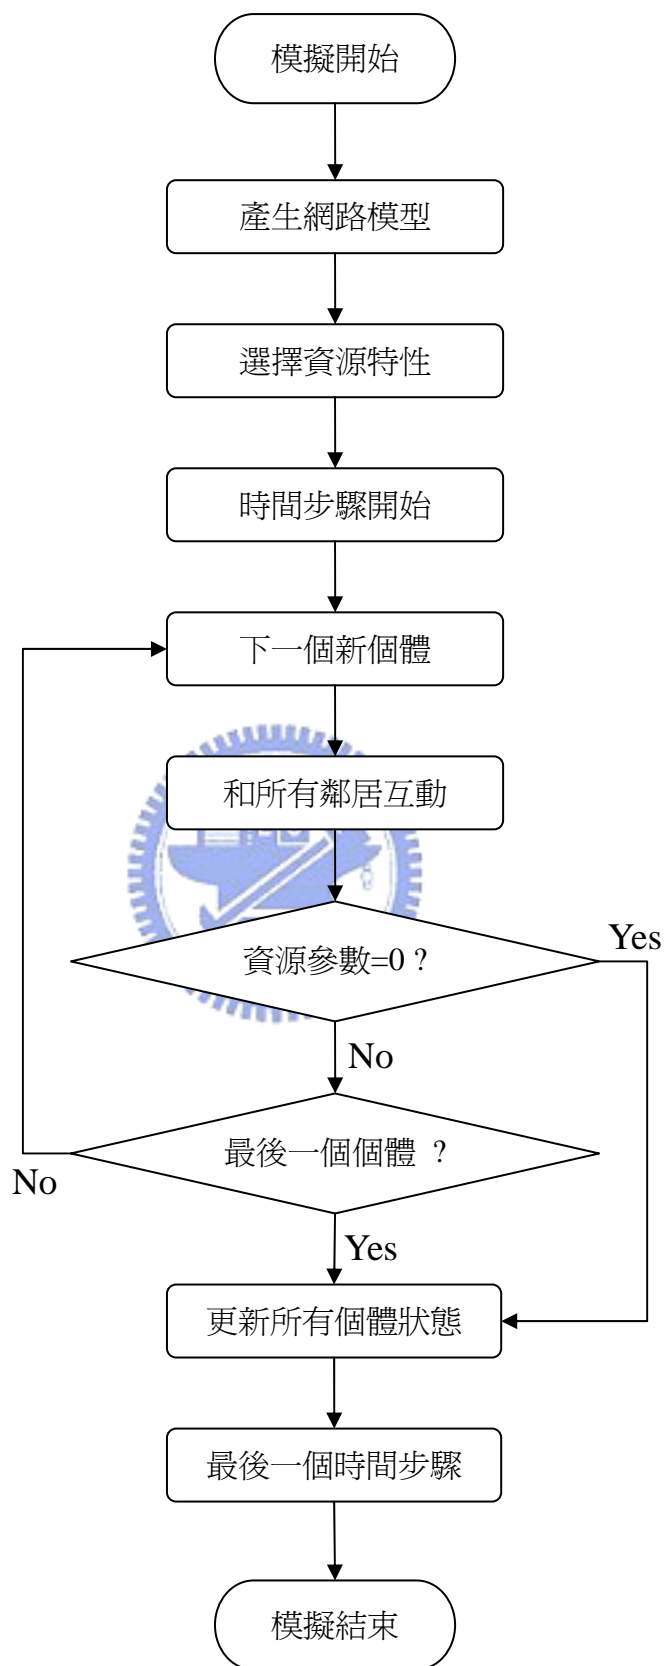 模擬開始
產生網路模型
選擇資源特性
時間步驟開始
下一個新個體
和所有鄰居互動
資源參數=0 ?
Yes
No
最後一個個體 ?
No
Yes
更新所有個體狀態
最後一個時間步驟
模擬結束